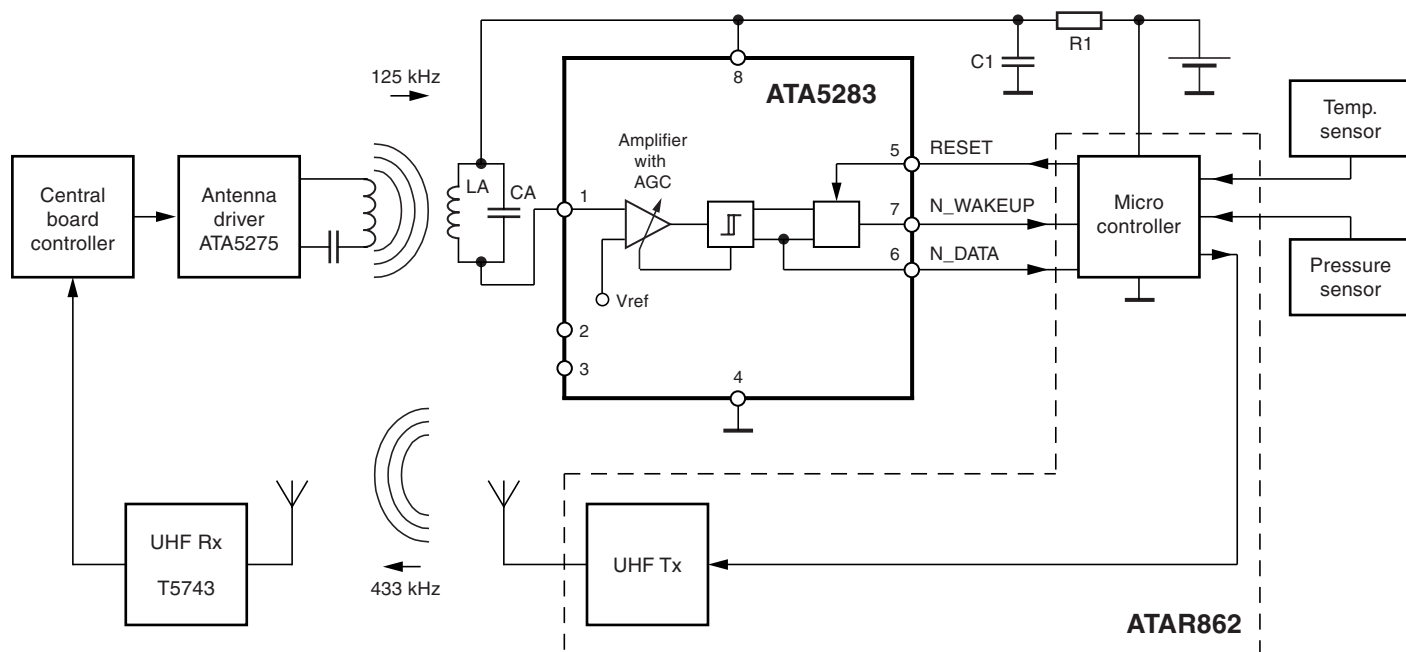 R1
C1
8
125 kHz
ATA5283
Temp.
sensor
Amplifier
with
AGC
5
RESET
LA
CA
Central
board
controller
Antenna
driver
ATA5275
1
7
N_WAKEUP
Micro
controller
6
N_DATA
Pressure
sensor
Vref
2
3
4
UHF Rx
T5743
433 kHz
UHF Tx
ATAR862